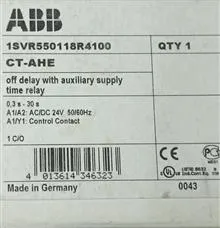 ABB
1SVR550118R4100
QTY 1
CT-AHE
off delay with auxiliary supply
time relay
0,3 s - 30 s
A1/A2: AC/DC 24V 50/60Hz
A1/Y1: Control Contact
1 C/O
4 013614 346323
Made in Germany
0043